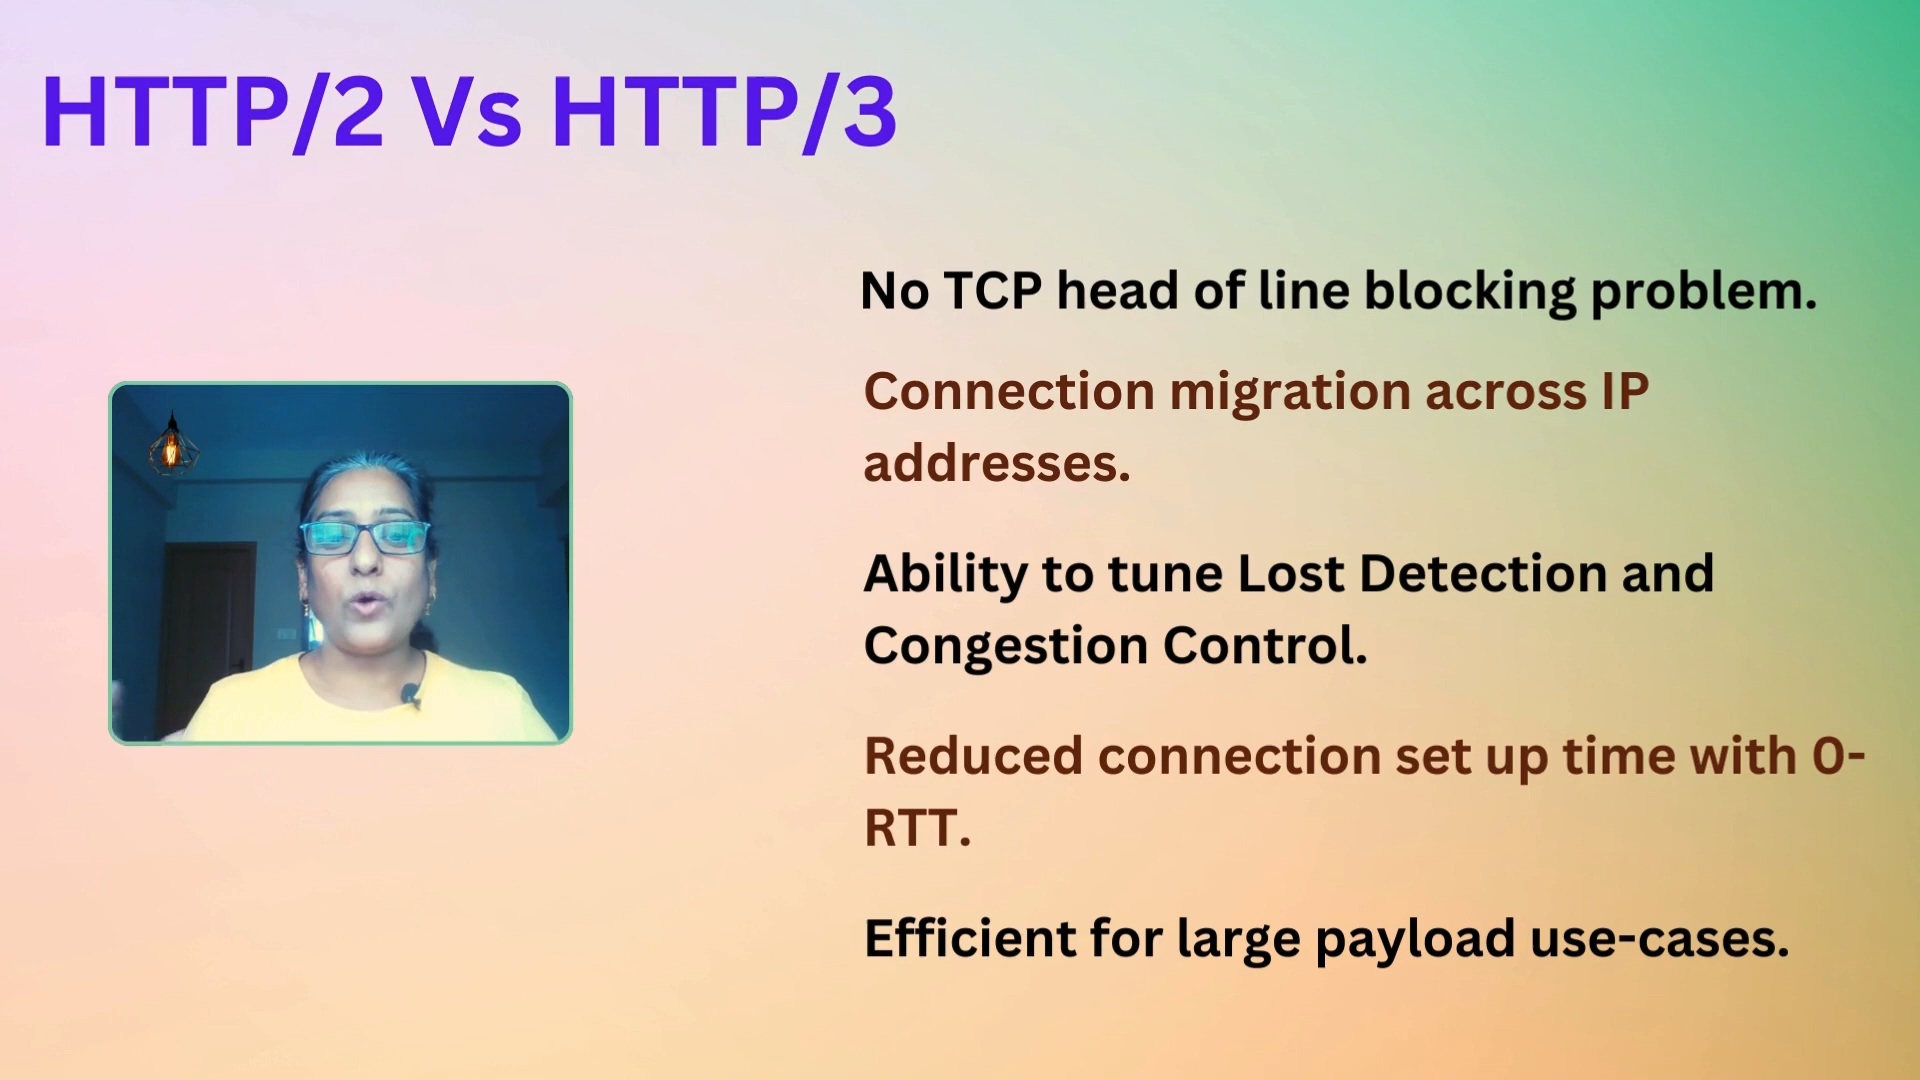 HTTP/2 Vs HTTP/3
No TCP head of line blocking problem.
Connection migration across IP
addresses.
Ability to tune Lost Detection and
Congestion Control.
Reduced connection set up time with 0-
RTT.
Efficient for large payload use-cases.